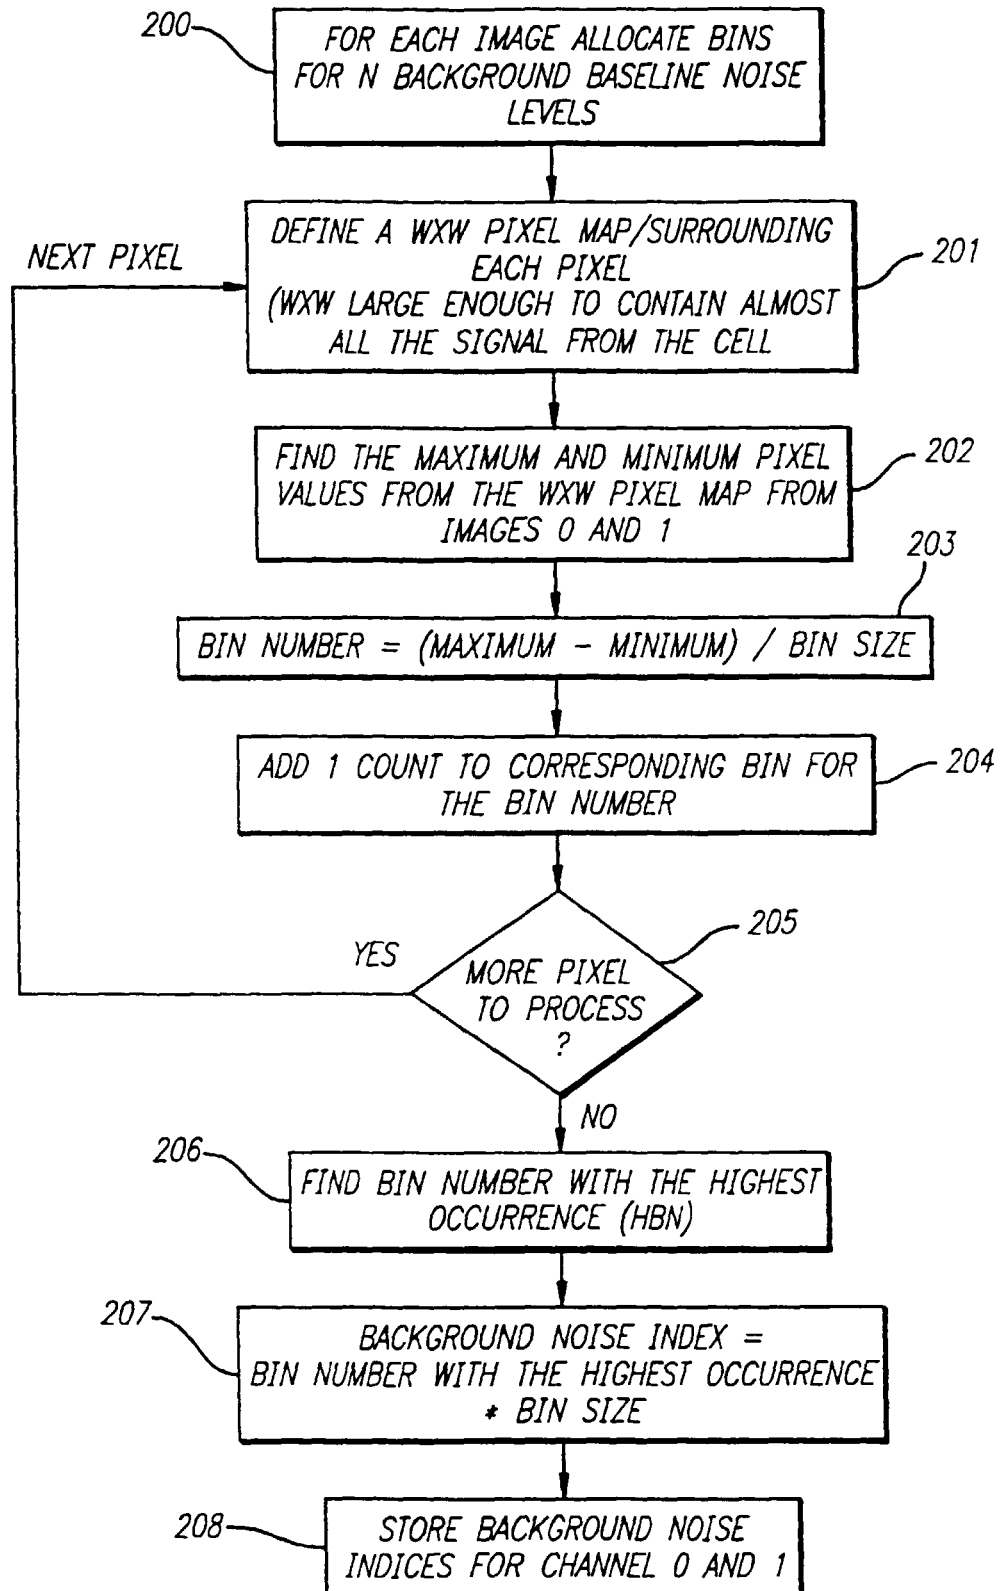 200
FOR EACH IMAGE ALLOCATE BINS
FOR N BACKGROUND BASELINE NOISE
LEVELS
NEXT PIXEL
DEFINE A WXW PIXEL MAP/SURROUNDING
EACH PIXEL
(WXW LARGE ENOUGH TO CONTAIN ALMOST
ALL THE SIGNAL FROM THE CELL
201
FIND THE MAXIMUM AND MINIMUM PIXEL
VALUES FROM THE WXW PIXEL MAP FROM
IMAGES 0 AND 1
202
203
BIN NUMBER = (MAXIMUM - MINIMUM) / BIN SIZE
ADD 1 COUNT TO CORRESPONDING BIN FOR
THE BIN NUMBER
204
205
YES
MORE PIXEL
TO PROCESS
?
NO
206
FIND BIN NUMBER WITH THE HIGHEST
OCCURRENCE (HBN)
207
BACKGROUND NOISE INDEX =
BIN NUMBER WITH THE HIGHEST OCCURRENCE
* BIN SIZE
208
STORE BACKGROUND NOISE
INDICES FOR CHANNEL 0 AND 1